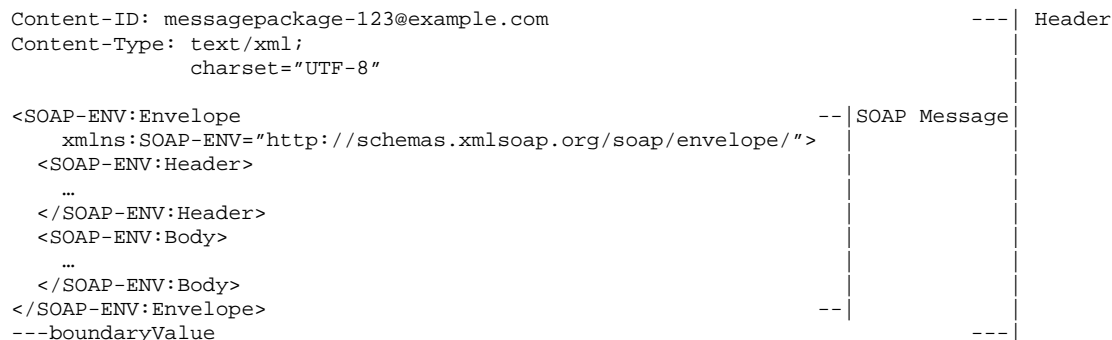 Content-ID: messagepackage-123@example.com                                  ---| Header
Content-Type: text/xml;                                                        |
              charset=″UTF-8″                                                  |
                                                                               |
<SOAP-ENV:Envelope                                              --|SOAP Message|
    xmlns:SOAP-ENV=″http://schemas.xmlsoap.org/soap/envelope/″>   |            |
  <SOAP-ENV:Header>                                               |            |
    …                                                             |            |
  </SOAP-ENV:Header>                                              |            |
  <SOAP-ENV:Body>                                                 |            |
    …                                                             |            |
  </SOAP-ENV:Body>                                                |            |
</SOAP-ENV:Envelope>                                            --|            |
---boundaryValue                                                            ---|